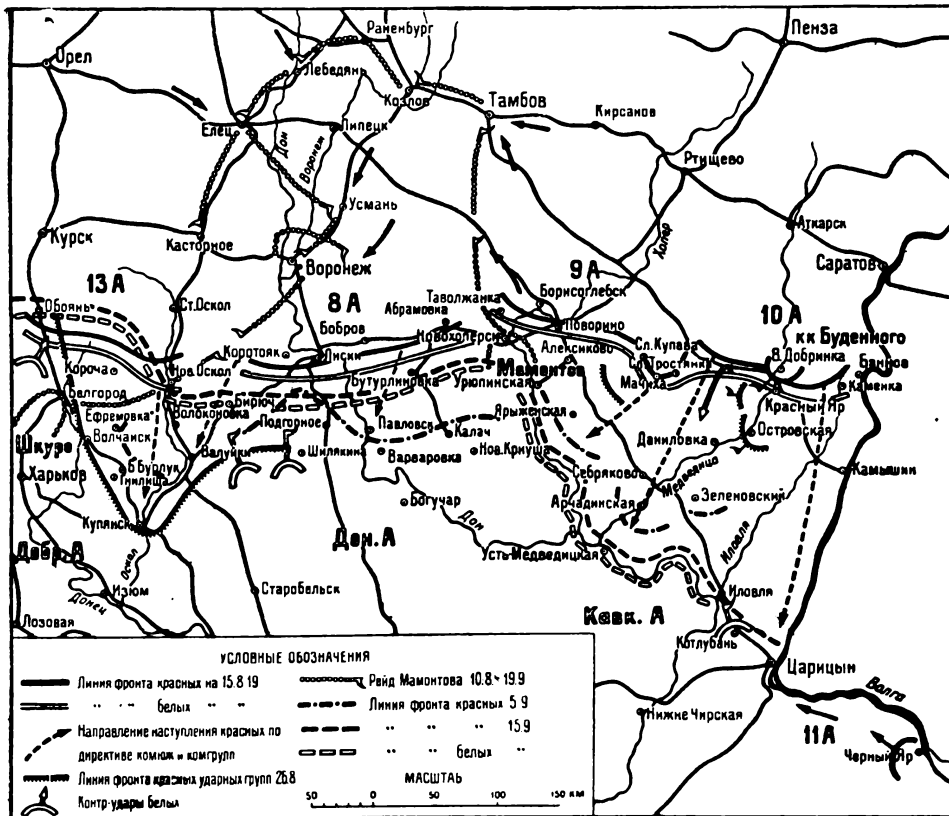 Раненбург
Пенза
Орел
Лебедянь
Козлов
Тамбов
Кирсанов
Елец
Дон
Липецк
Воронеж
Ртищево
Усмань
Хопер
Аткарск
Курск
Касторное
Воронеж
Саратов
13 А
9 А
Обоянь
Ст.Оскол
8 А
Таволжанка
Борисоглебск
10 А
Абрамовка
Бобров
Новохоперск
Поворино
кк Буденного
Короча
Коротояк
Лиски
Алексиково
Сл.Купава
В.Добринка
Нов.Оскол
Мамонтов
Сл.Тростянка
Каменка
Белгород
Бирюч
Бутурлиновка
Урюпинская
Мачиха
Красный Яр
Ефремовка
Волоконовка
Шкуро
Волчанск
Подгорное
Павловск
Калач
Ярыженская
Даниловка
Островская
Валуйки
Шилякин
Варваровка
Нов.Криуша
Харьков
Б.Бурлук
Гнилица
Себряково
Медведица
Камышин
Богучар
Арчадинская
Зеленовский
Купянск
Дон
Добр. А
Оскол
Дон. А
Усть Медведицкая
Иловля
Изюм
Старобельск
Донец
Иловля
Лозовая
Кавк. А
Котлубань
Царицын
Волга
Нижне Чирская
11 А
Черный Яр
УСЛОВНЫЕ ОБОЗНАЧЕНИЯ
Линия фронта красных на 15.8 19
" " белых " "
Направление наступления красных по
директиве комюж и комгрупп
Линия фронта красных ударных групп 26.8
Контр-удары белых
Рейд Мамонтова 10.8.- 19.9
Линия фронта красных 5 9
" " " 15.9
" " белых "
МАСШТАБ
50 0 50 100 150 км